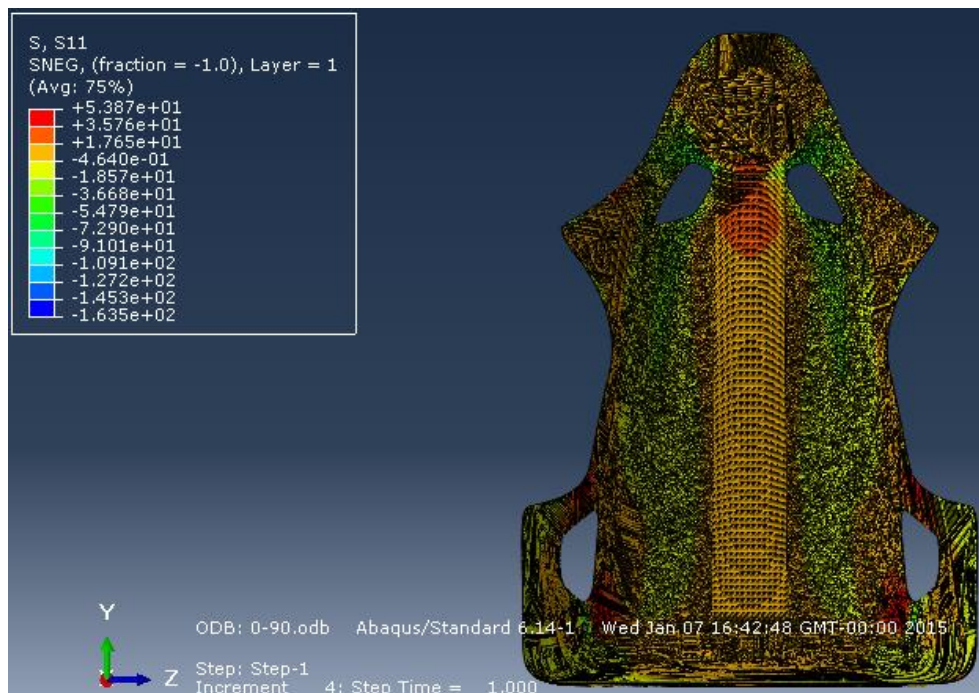 S, S11
SNEG, (fraction = -1.0), Layer = 1
(Avg: 75%)
+5.387e+01
+3.576e+01
+1.765e+01
-4.640e-01
-1.857e+01
-3.668e+01
-5.479e+01
-7.290e+01
-9.101e+01
-1.091e+02
-1.272e+02
-1.453e+02
-1.635e+02
Y
Z
ODB: 0-90.odb Abaqus/Standard 6.14-1 Wed Jan 07 16:42:48 GMT-00:00 2015
Step: Step-1
Increment 4: Step Time = 1.000